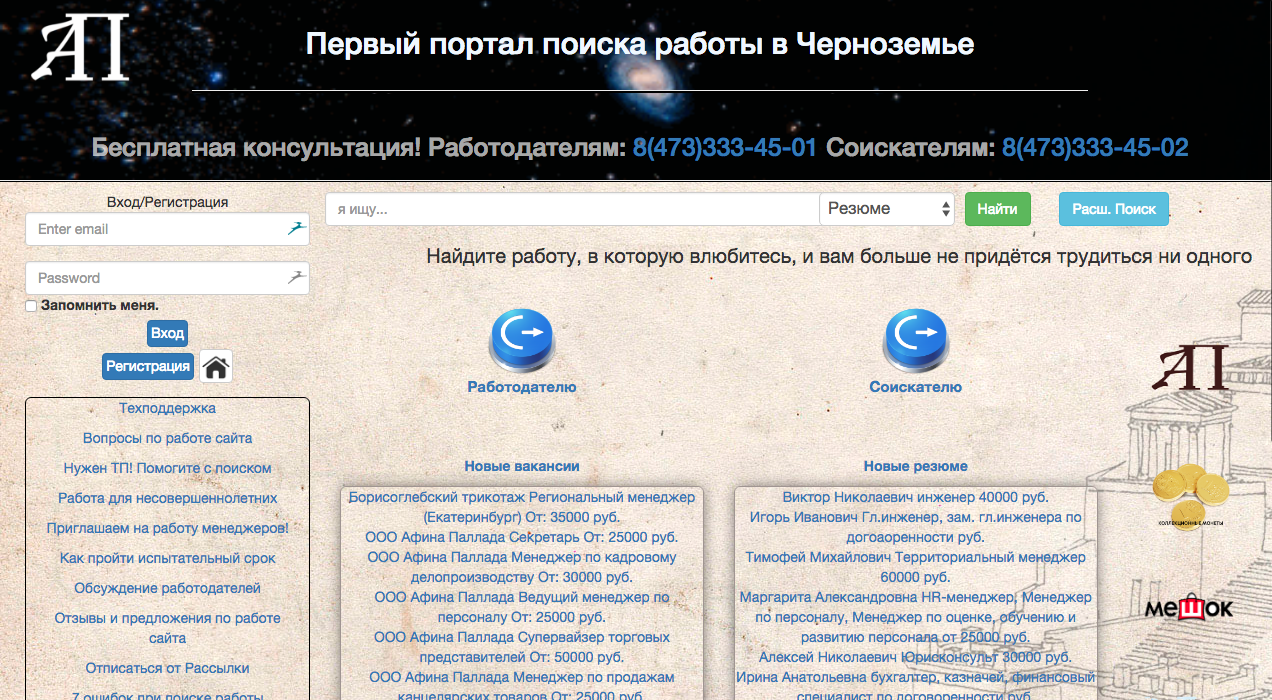 АП
Первый портал поиска работы в Черноземье
Бесплатная консультация! Работодателям: 8(473)333-45-01 Соискателям: 8(473)333-45-02
Вход/Регистрация
Enter email
Password
Запомнить меня.
Вход
Регистрация
я ищу...
Резюме
Найти
Расш. Поиск
Найдите работу, в которую влюбитесь, и вам больше не придётся трудиться ни одного
Работодателю
Соискателю
АП
Техподдержка
Вопросы по работе сайта
Нужен ТП! Помогите с поиском
Работа для несовершеннолетних
Приглашаем на работу менеджеров!
Как пройти испытательный срок
Обсуждение работодателей
Отзывы и предложения по работе
сайта
Отписаться от Рассылки
7 ошибок при поиске работы
Новые вакансии
Борисоглебский трикотаж Региональный менеджер
(Екатеринбург) От: 35000 руб.
ООО Афина Паллада Секретарь От: 25000 руб.
ООО Афина Паллада Менеджер по кадровому
делопроизводству От: 30000 руб.
ООО Афина Паллада Ведущий менеджер по
персоналу От: 25000 руб.
ООО Афина Паллада Супервайзер торговых
представителей От: 50000 руб.
ООО Афина Паллада Менеджер по продажам
канцелярских товаров От: 25000 руб.
Новые резюме
Виктор Николаевич инженер 40000 руб.
Игорь Иванович Гл.инженер, зам. гл.инженера по
догоаоренности руб.
Тимофей Михайлович Территориальный менеджер
60000 руб.
Маргарита Александровна HR-менеджер, Менеджер
по персоналу, Менеджер по оценке, обучению и
развитию персонала от 25000 руб.
Алексей Николаевич Юрисконсульт 30000 руб.
Ирина Анатольевна бухгалтер, казначей, финансовый
специалист по договоренности руб.
КОЛЛЕКЦИОННЫЕ МОНЕТЫ
мешок